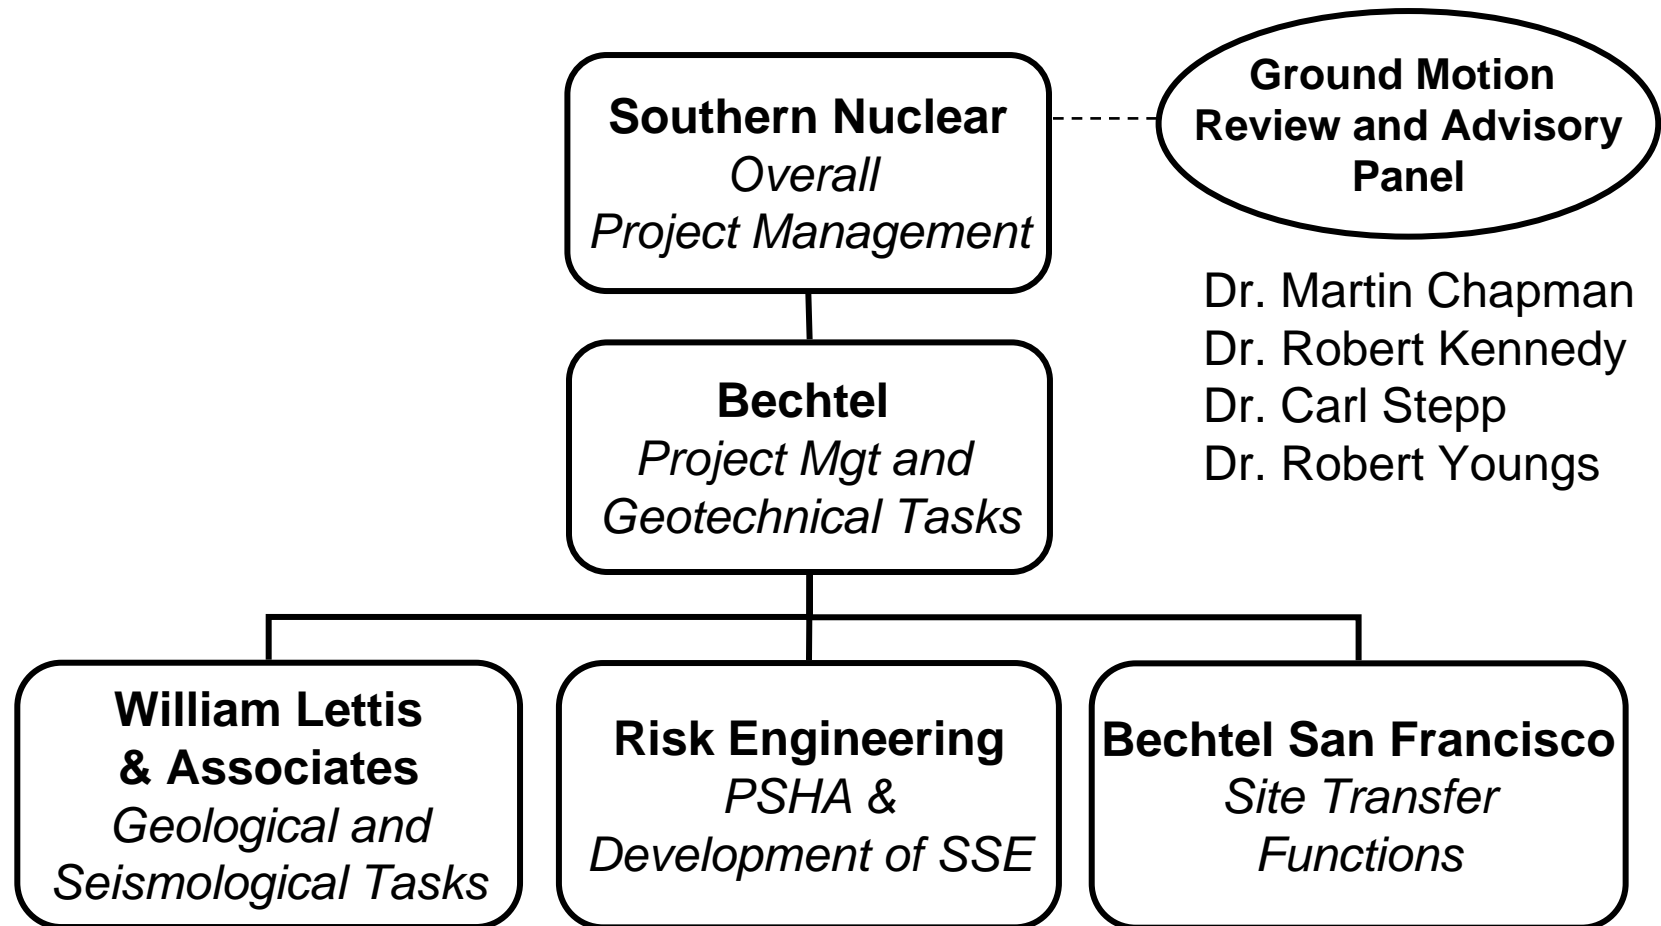 Southern Nuclear
Overall
Project Management
Ground Motion
Review and Advisory
Panel
Dr. Martin Chapman
Dr. Robert Kennedy
Dr. Carl Stepp
Dr. Robert Youngs
Bechtel
Project Mgt and
Geotechnical Tasks
William Lettis
& Associates
Geological and
Seismological Tasks
Risk Engineering
PSHA &
Development of SSE
Bechtel San Francisco
Site Transfer
Functions